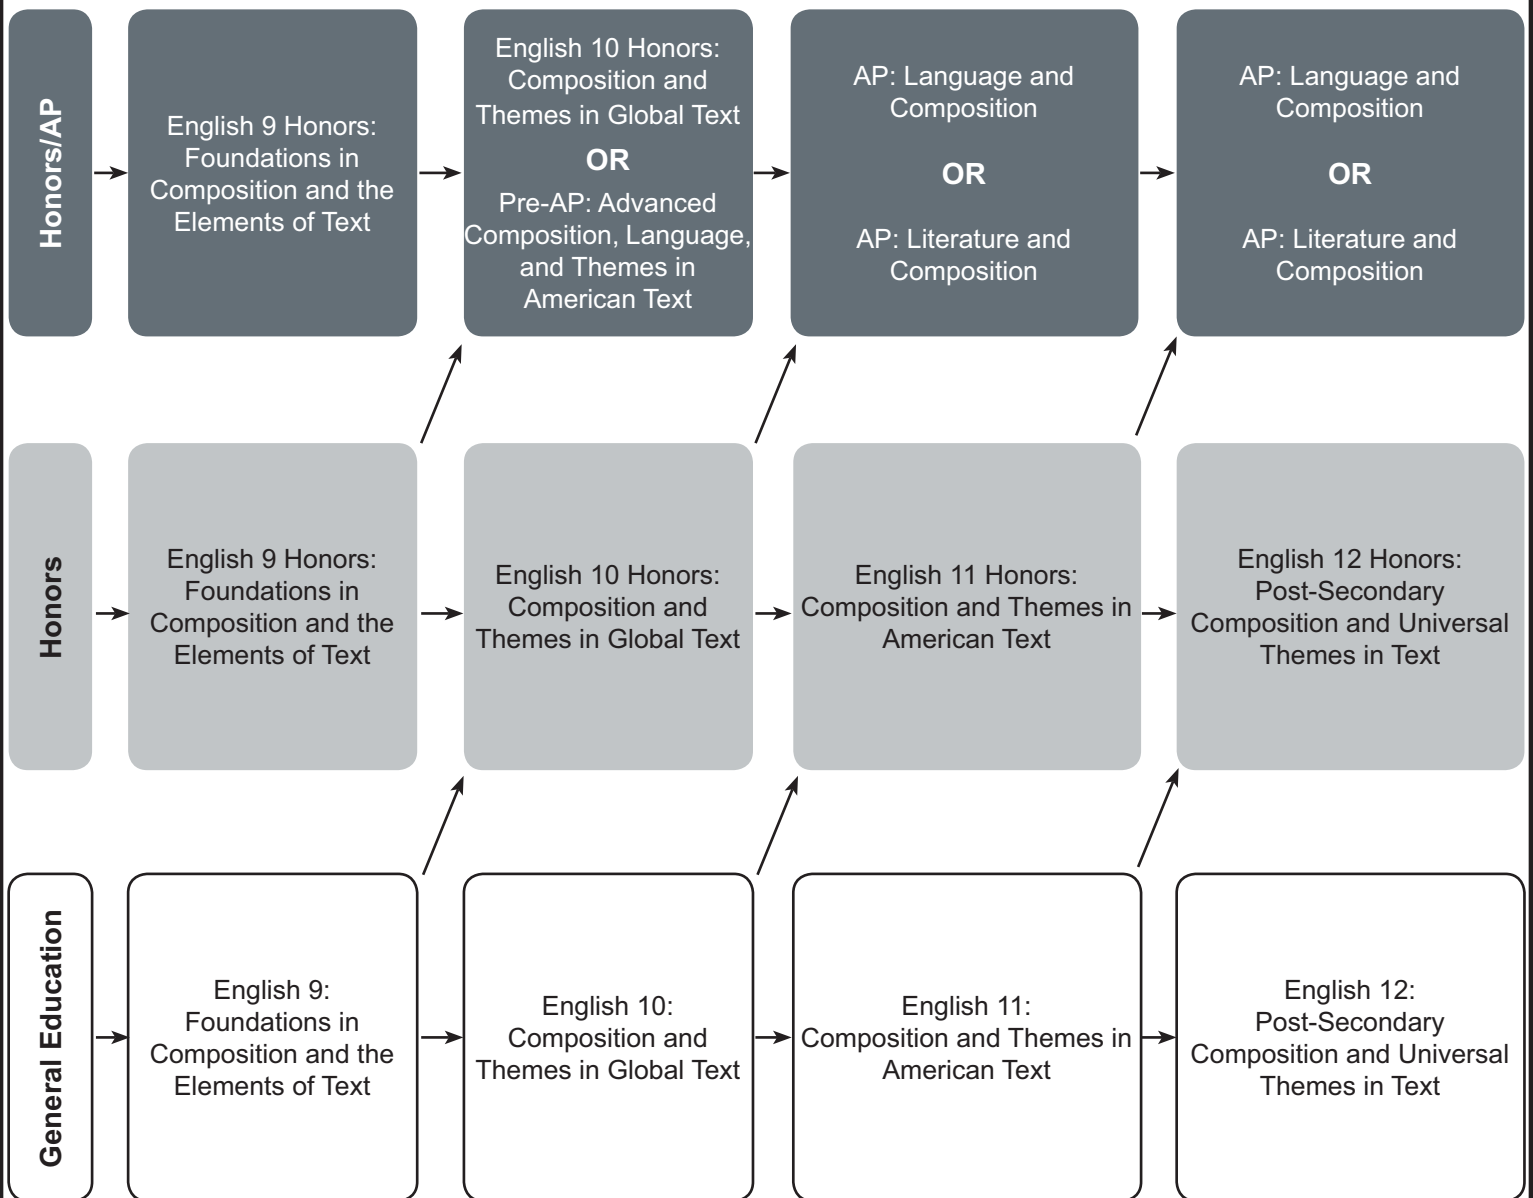 Honors/AP
English 9 Honors:
Foundations in
Composition and the
Elements of Text
English 10 Honors:
Composition and
Themes in Global Text
OR
Pre-AP: Advanced
Composition, Language,
and Themes in
American Text
AP: Language and
Composition
OR
AP: Literature and
Composition
AP: Language and
Composition
OR
AP: Literature and
Composition
Honors
English 9 Honors:
Foundations in
Composition and the
Elements of Text
English 10 Honors:
Composition and
Themes in Global Text
English 11 Honors:
Composition and Themes in
American Text
English 12 Honors:
Post-Secondary
Composition and Universal
Themes in Text
General Education
English 9:
Foundations in
Composition and the
Elements of Text
English 10:
Composition and
Themes in Global Text
English 11:
Composition and Themes in
American Text
English 12:
Post-Secondary
Composition and Universal
Themes in Text